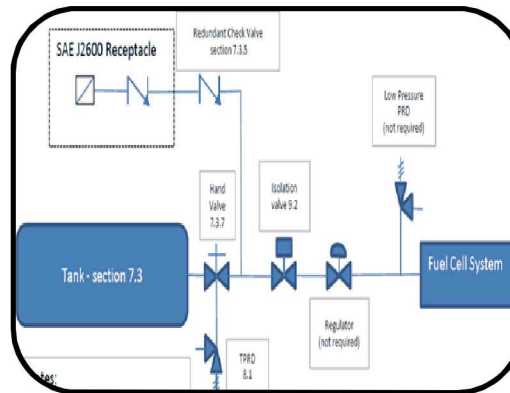 SAE J2600 Receptacle
Redundant Check Valve
section 7.3.5
Low Pressure
PRD
(not required)
Hand
Valve
7.3.7
Isolation
valve 9.2
Tank - section 7.3
Fuel Cell System
Regulator
(not required)
TPRD
8.1